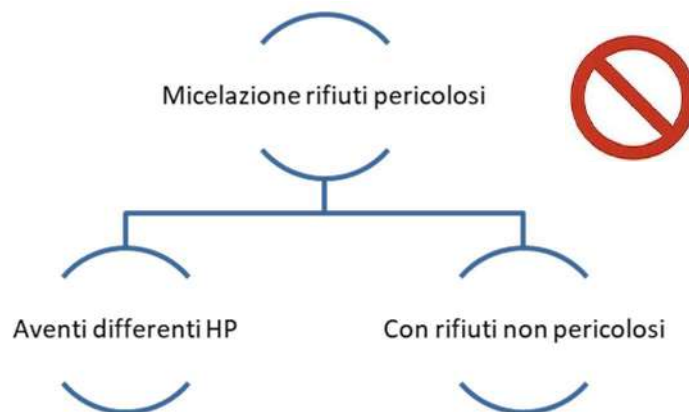 Micelazione rifiuti pericolosi
Aventi differenti HP
Con rifiuti non pericolosi